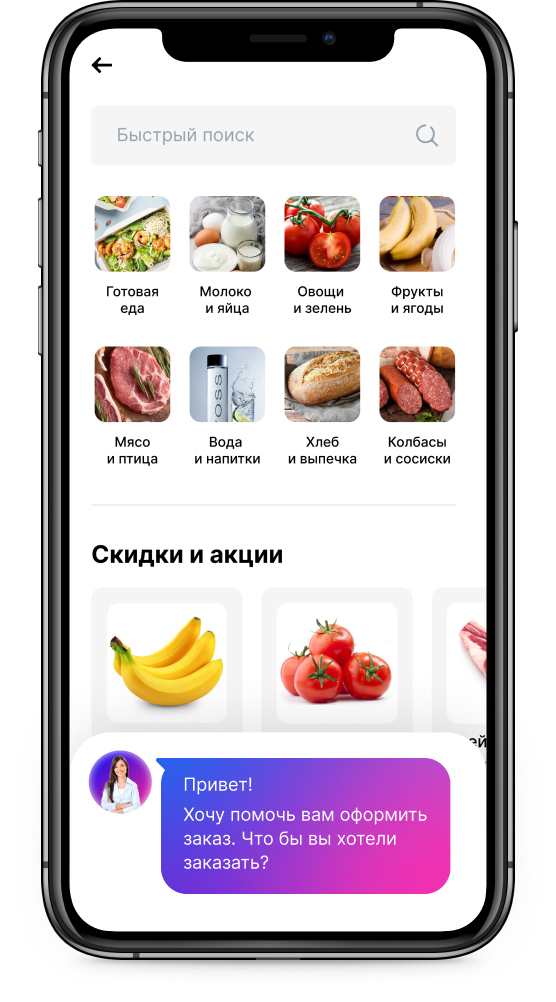 Быстрый поиск
Готовая
еда
Молоко
и яйца
Овощи
и зелень
Фрукты
и ягоды
Мясо
и птица
Вода
и напитки
Хлеб
и выпечка
Колбасы
и сосиски
Скидки и акции
Привет!
Хочу помочь вам оформить
заказ. Что бы вы хотели
заказать?